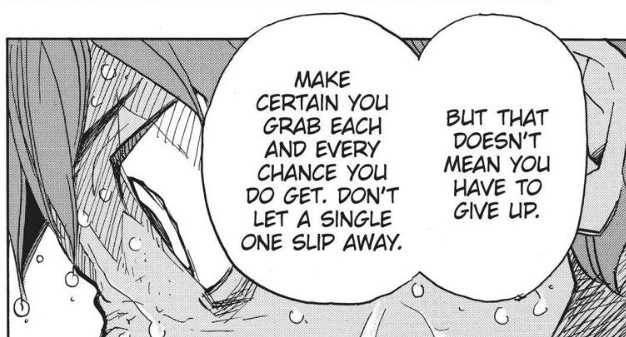 BUT THAT
DOESN'T
MEAN YOU
HAVE TO
GIVE UP.
MAKE
CERTAIN YOU
GRAB EACH
AND EVERY
CHANCE YOU
DO GET. DON'T
LET A SINGLE
ONE SLIP AWAY.